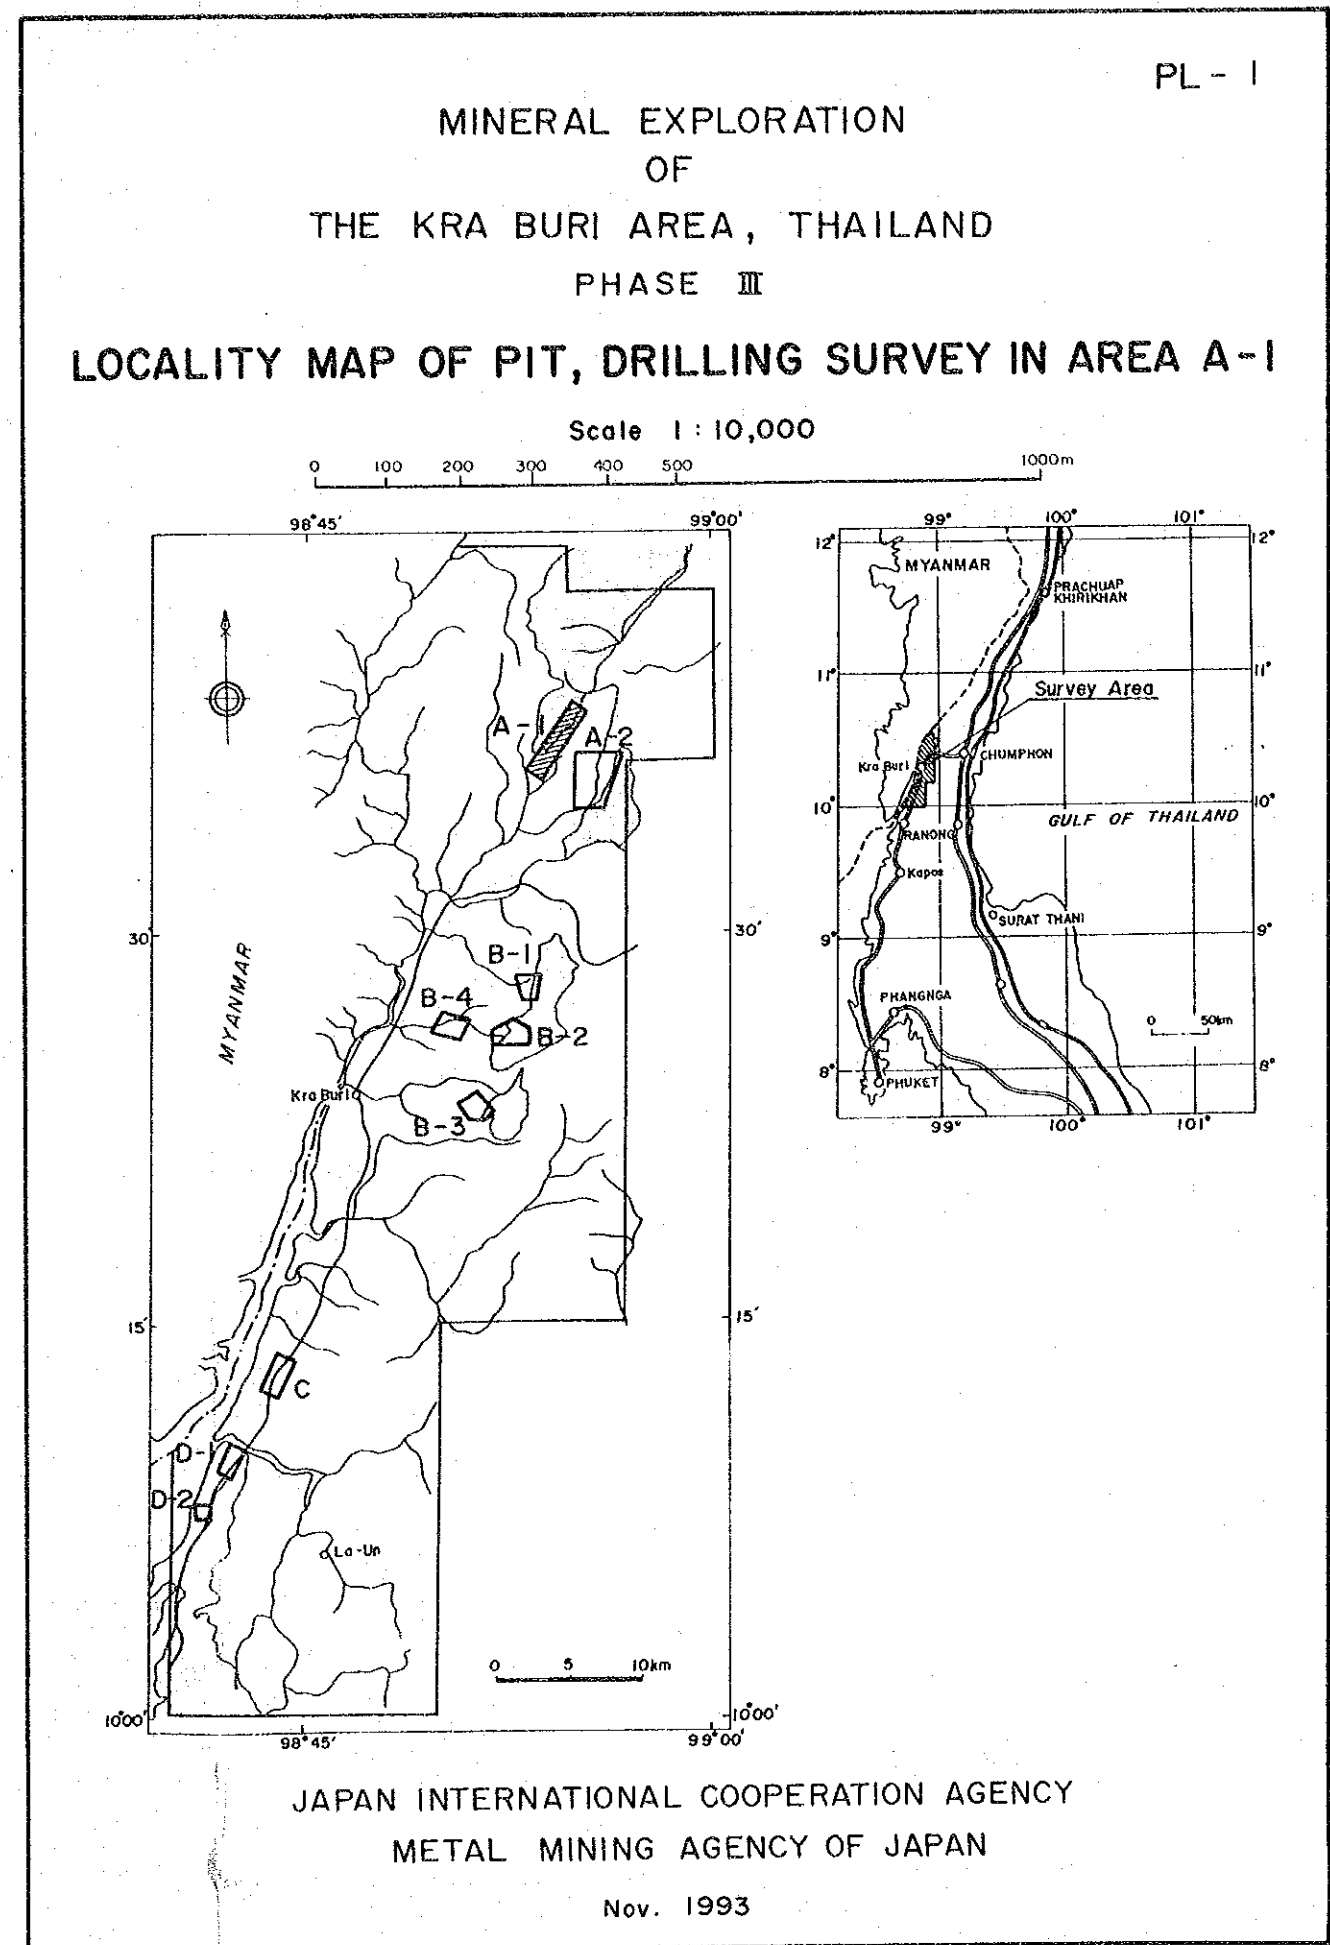 PL - 1
MINERAL EXPLORATION
OF
THE KRA BURI AREA, THAILAND
PHASE III
LOCALITY MAP OF PIT, DRILLING SURVEY IN AREA A-1
Scale 1 : 10,000
0 100 200 300 400 500 1000m
98°45' 99°00'
A-1
A-2
30' 30'
MYANMAR
B-1
B-4
B-2
Kra Buri
B-3
15' 15'
C
D-1
D-2
La-Un
0 5 10km
10°00' 10°00'
98°45' 99°00'
99° 100° 101°
12° 12°
MYANMAR
PRACHUAP
KHIRIKHAN
11° 11°
Survey Area
Kra Buri
CHUMPHON
10° 10°
GULF OF THAILAND
RANONG
Kapoe
SURAT THANI
9° 9°
PHANGNGA
0 50km
8° 8°
PHUKET
99° 100° 101°
JAPAN INTERNATIONAL COOPERATION AGENCY
METAL MINING AGENCY OF JAPAN
Nov. 1993